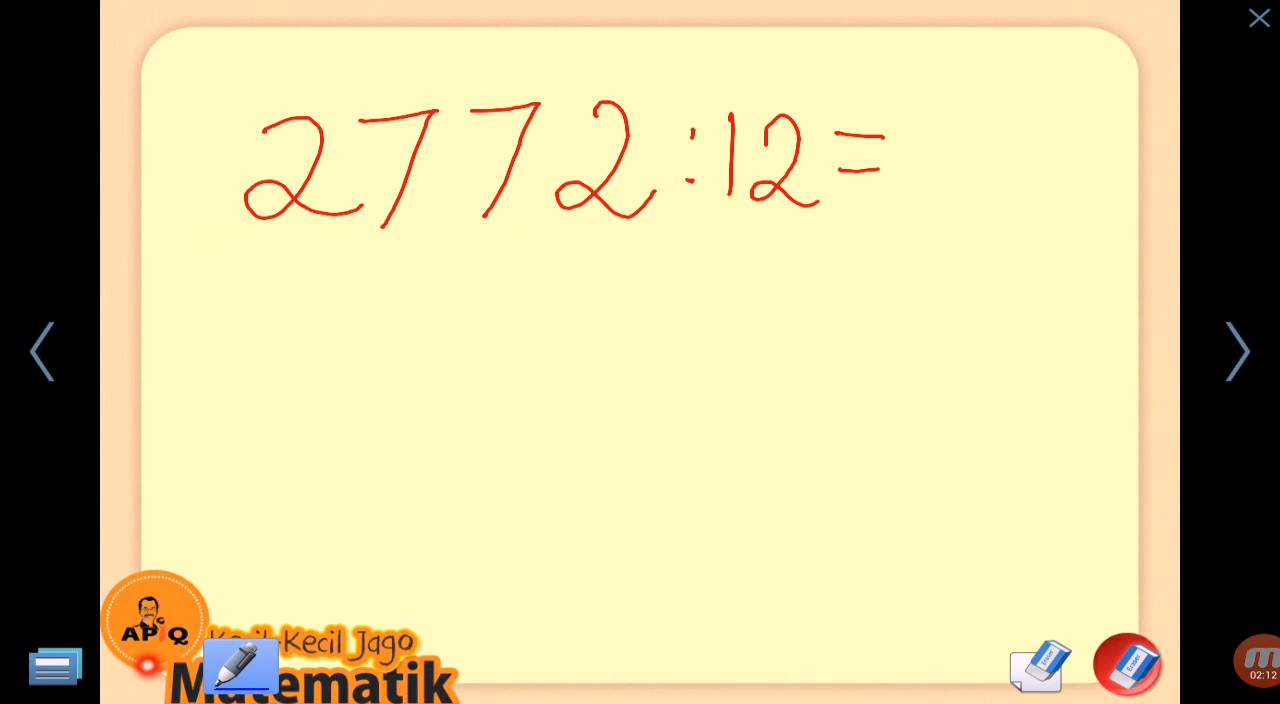 2772:12=
APiQ
Kecil-Kecil Jago
Matematik
Eraser
Eraser
02:12